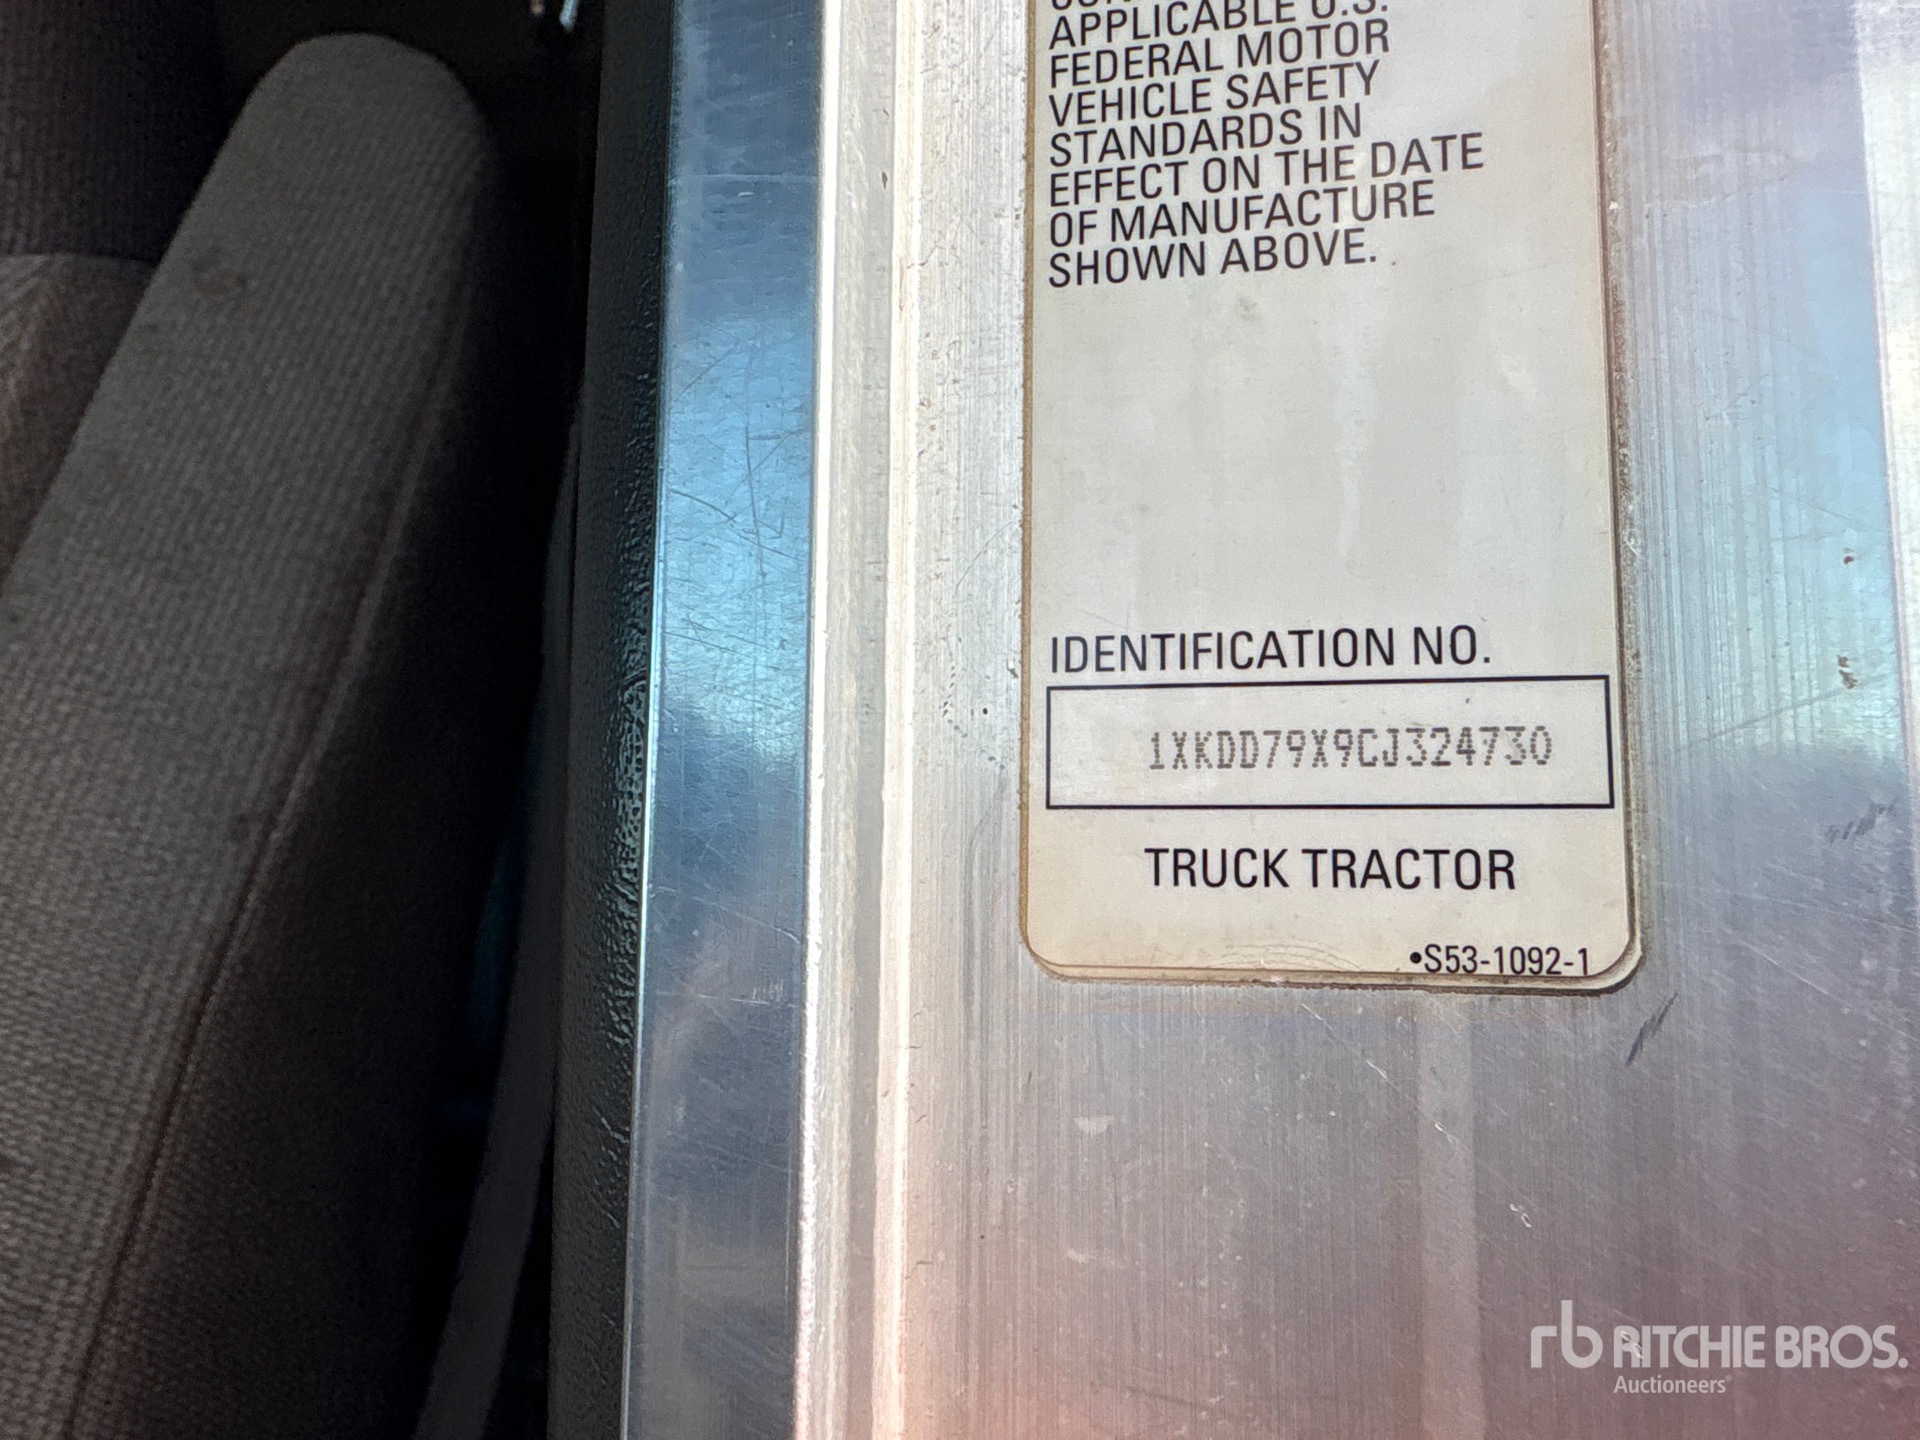 APPLICABLE U.S.
FEDERAL MOTOR
VEHICLE SAFETY
STANDARDS IN
EFFECT ON THE DATE
OF MANUFACTURE
SHOWN ABOVE.
IDENTIFICATION NO.
1XKDD79X9CJ324730
TRUCK TRACTOR
•S53-1092-1
rb RITCHIE BROS.
Auctioneers